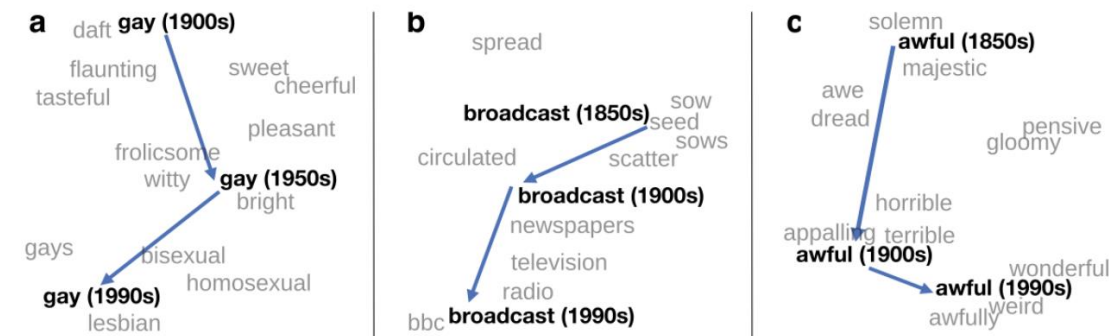 a
daft gay (1900s)
flaunting
sweet
tasteful
cheerful
pleasant
frolicsome
witty
gay (1950s)
bright
gays
bisexual
homosexual
gay (1990s)
lesbian
b
spread
broadcast (1850s)
sow
seed
sows
circulated
scatter
broadcast (1900s)
newspapers
television
radio
bbc broadcast (1990s)
c
solemn
awful (1850s)
majestic
awe
dread
pensive
gloomy
horrible
appalling terrible
awful (1900s)
wonderful
awful (1990s)
weird
awfully